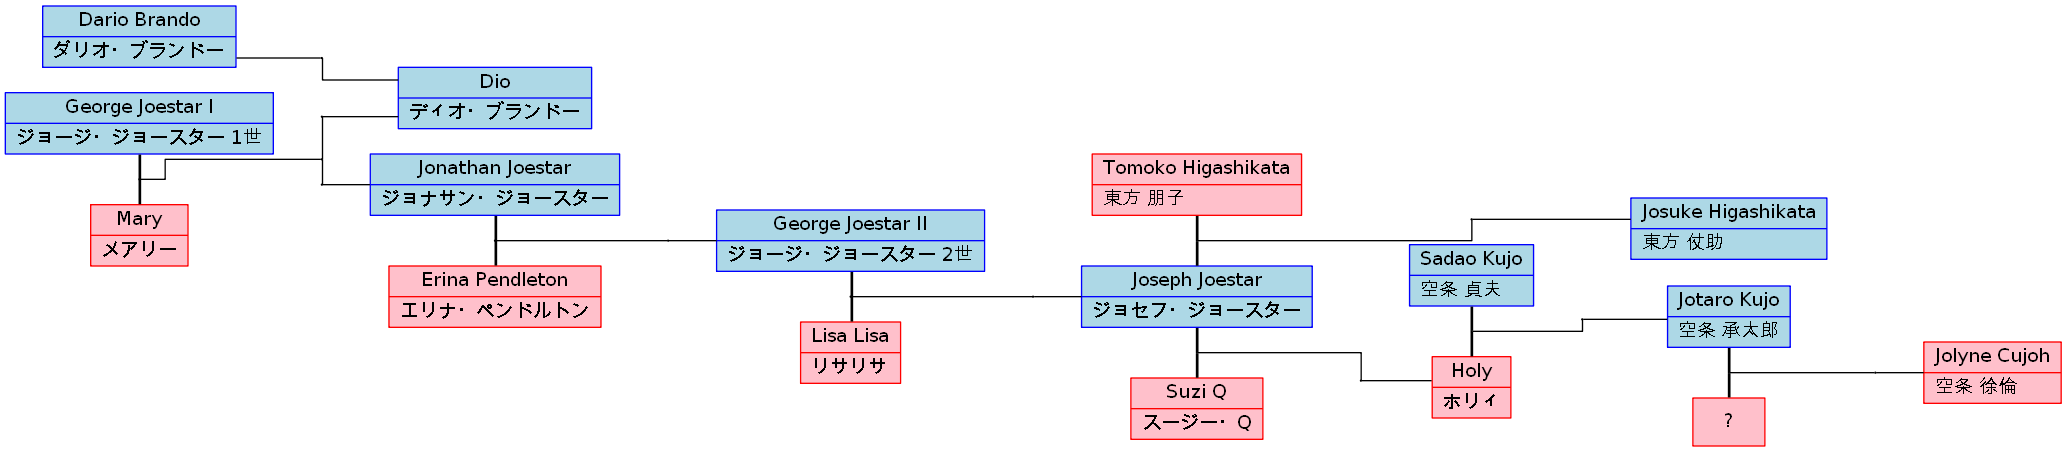 Dario Brando
ダリオ・ブランドー
George Joestar I
ジョージ・ジョースター 1世
Mary
メアリー
Dio
ディオ・ブランドー
Jonathan Joestar
ジョナサン・ジョースター
Erina Pendleton
エリナ・ペンドルトン
George Joestar II
ジョージ・ジョースター 2世
Lisa Lisa
リサリサ
Tomoko Higashikata
東方 朋子
Joseph Joestar
ジョセフ・ジョースター
Suzi Q
スージー・Q
Sadao Kujo
空条 貞夫
Holy
ホリィ
Josuke Higashikata
東方 仗助
Jotaro Kujo
空条 承太郎
?
Jolyne Cujoh
空条 徐倫